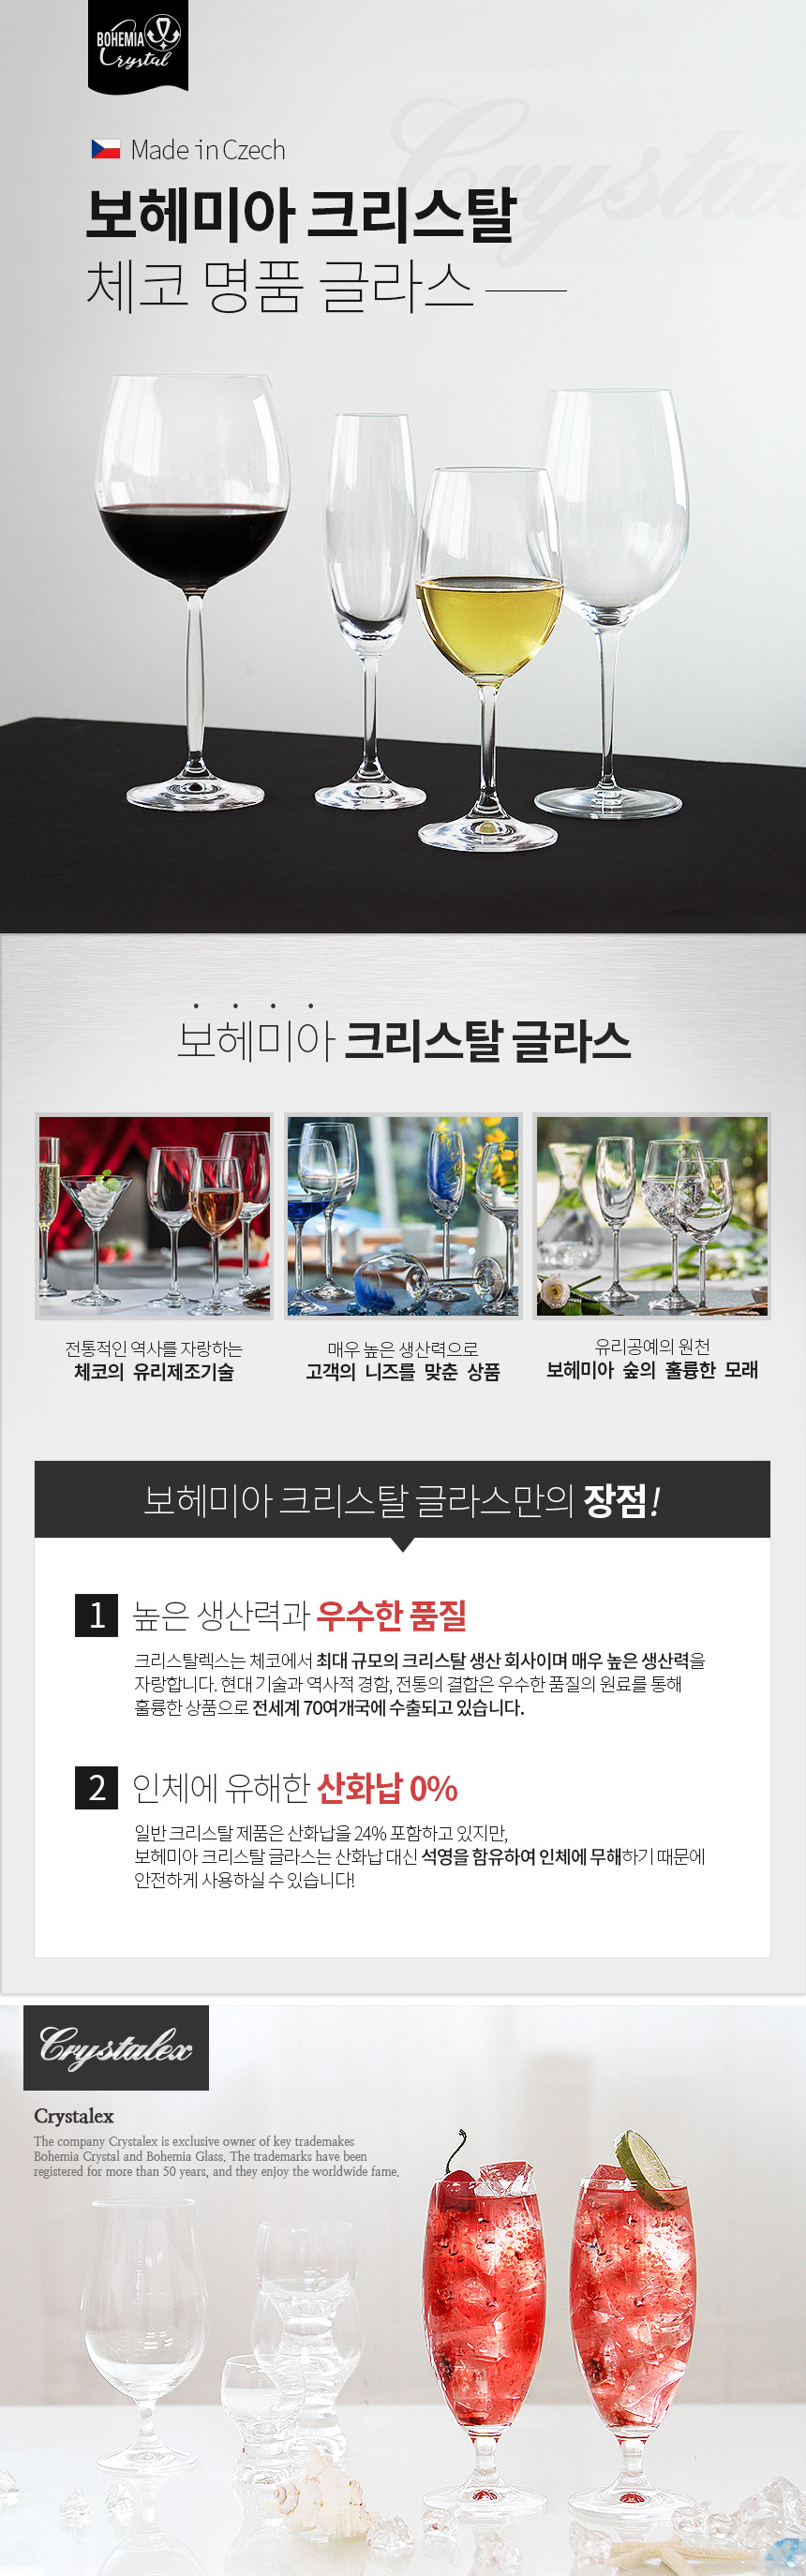 BOHEMIA
Crystal
Crystal
Made in Czech
보헤미아 크리스탈
체코 명품 글라스
보헤미아 크리스탈 글라스
전통적인 역사를 자랑하는
체코의 유리제조기술
매우 높은 생산력으로
고객의 니즈를 맞춘 상품
유리공예의 원천
보헤미아 숲의 훌륭한 모래
보헤미아 크리스탈 글라스만의 장점!
1 높은 생산력과 우수한 품질
크리스탈렉스는 체코에서 최대 규모의 크리스탈 생산 회사이며 매우 높은 생산력을
자랑합니다. 현대 기술과 역사적 경함, 전통의 결합은 우수한 품질의 원료를 통해
훌륭한 상품으로 전세계 70여개국에 수출되고 있습니다.
2 인체에 유해한 산화납 0%
일반 크리스탈 제품은 산화납을 24% 포함하고 있지만,
보헤미아 크리스탈 글라스는 산화납 대신 석영을 함유하여 인체에 무해하기 때문에
안전하게 사용하실 수 있습니다!
Crystalex
Crystalex
The company Crystalex is exclusive owner of key trademakes
Bohemia Crystal and Bohemia Glass. The trademarks have been
registered for more than 50 years, and they enjoy the worldwide fame.